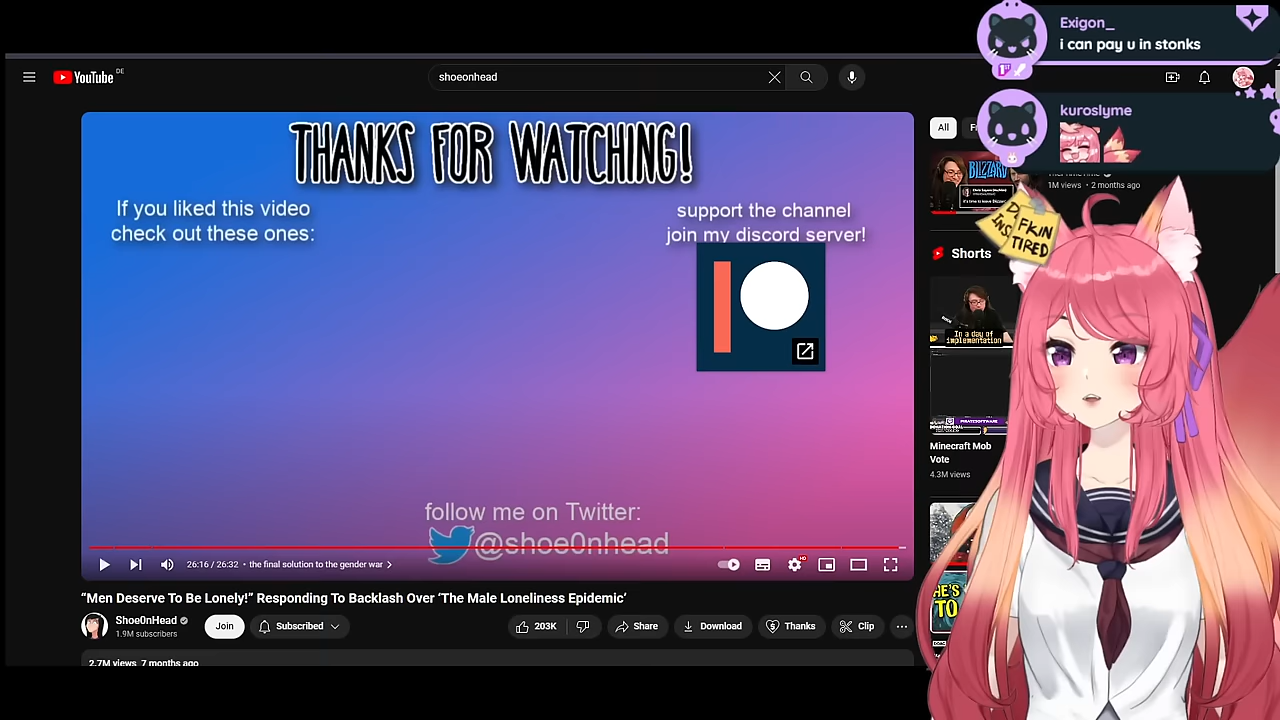 YouTube DE
shoeonhead
Exigon_
i can pay u in stonks
kuroslyme
THANKS FOR WATCHING!
If you liked this video
check out these ones:
support the channel
join my discord server!
follow me on Twitter:
@shoe0nhead
26:16 / 26:32 • the final solution to the gender war
HD
“Men Deserve To Be Lonely!” Responding To Backlash Over ‘The Male Loneliness Epidemic’
Shoe0nHead
1.9M subscribers
Join
Subscribed
203K
Share
Download
Thanks
Clip
2.7M views 7 months ago
All
BLIZZARD
1M views • 2 months ago
Shorts
In a day of
implementation
Minecraft Mob
Vote
4.3M views
HE'S
TO
TIRED